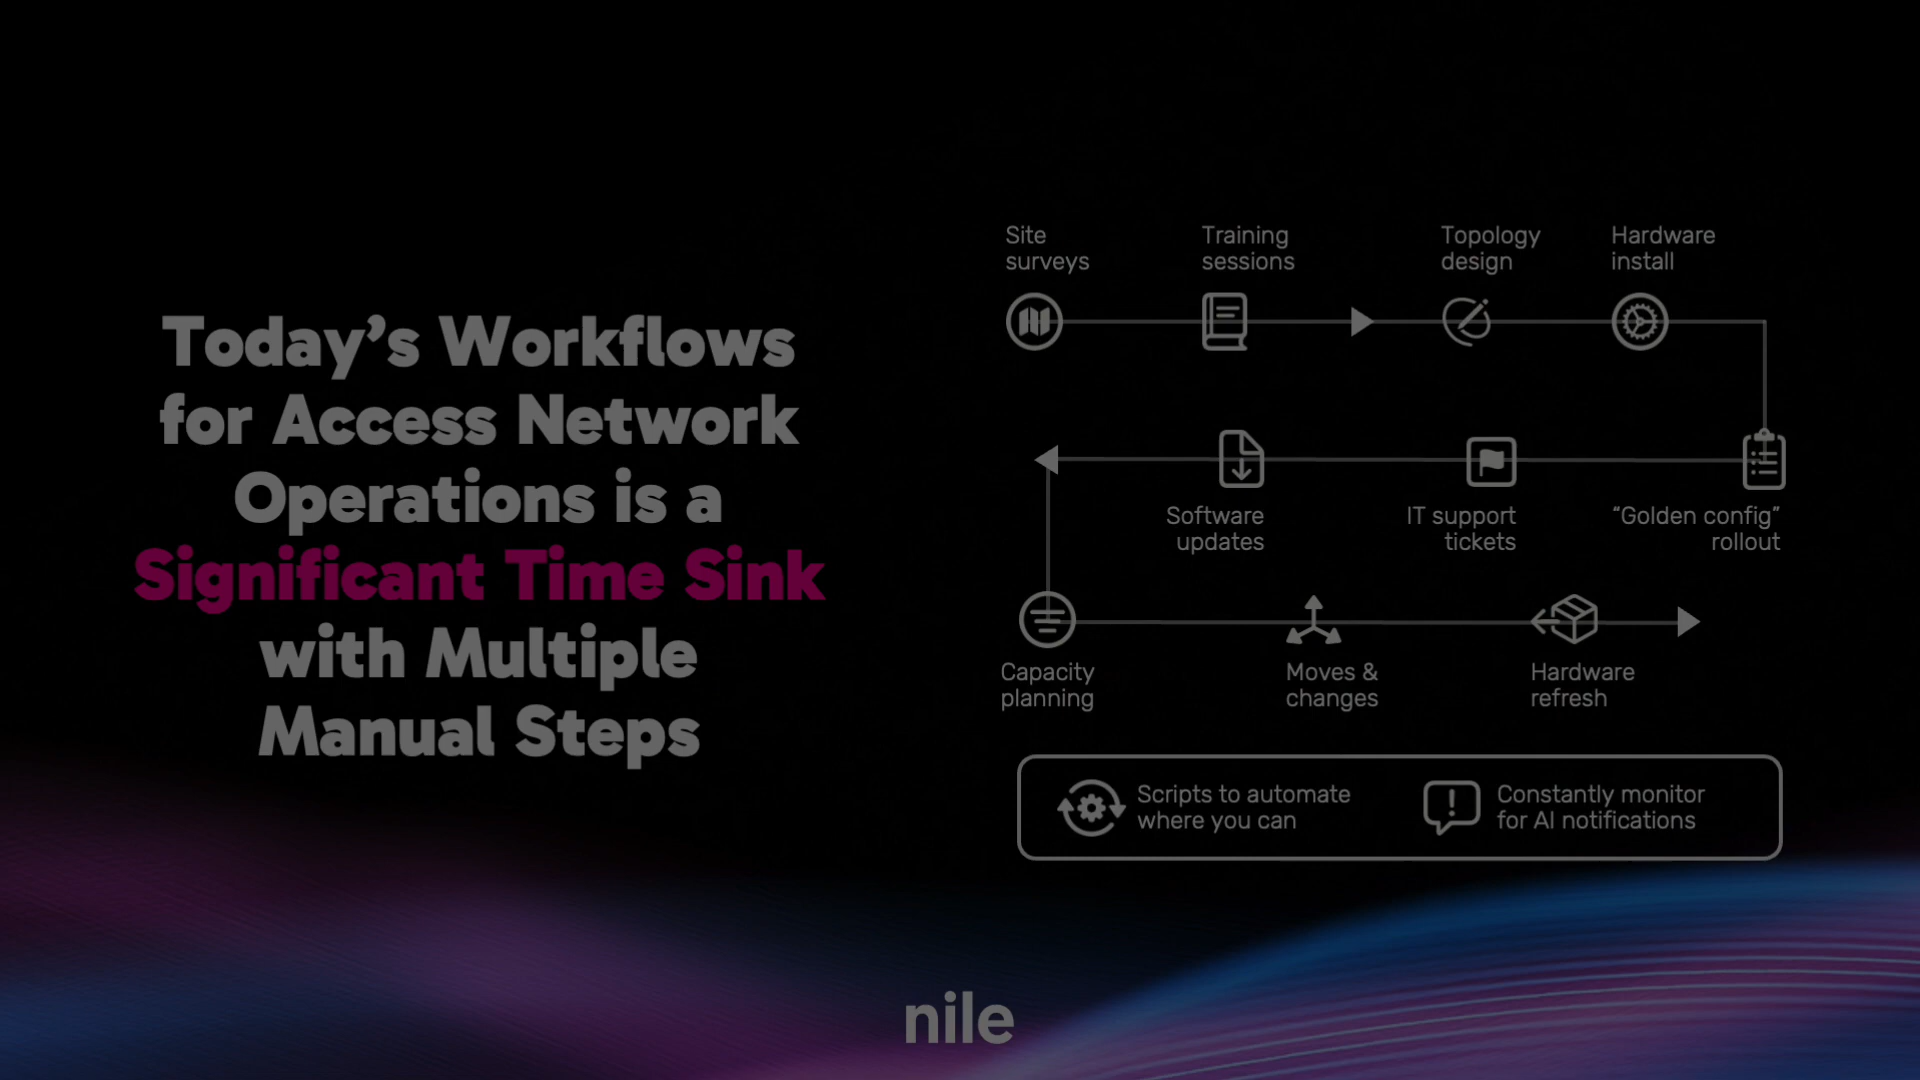 Today’s Workflows
for Access Network
Operations is a
Significant Time Sink
with Multiple
Manual Steps
Site
surveys
Training
sessions
Topology
design
Hardware
install
Software
updates
IT support
tickets
“Golden config”
rollout
Capacity
planning
Moves &
changes
Hardware
refresh
Scripts to automate
where you can
Constantly monitor
for AI notifications
nile